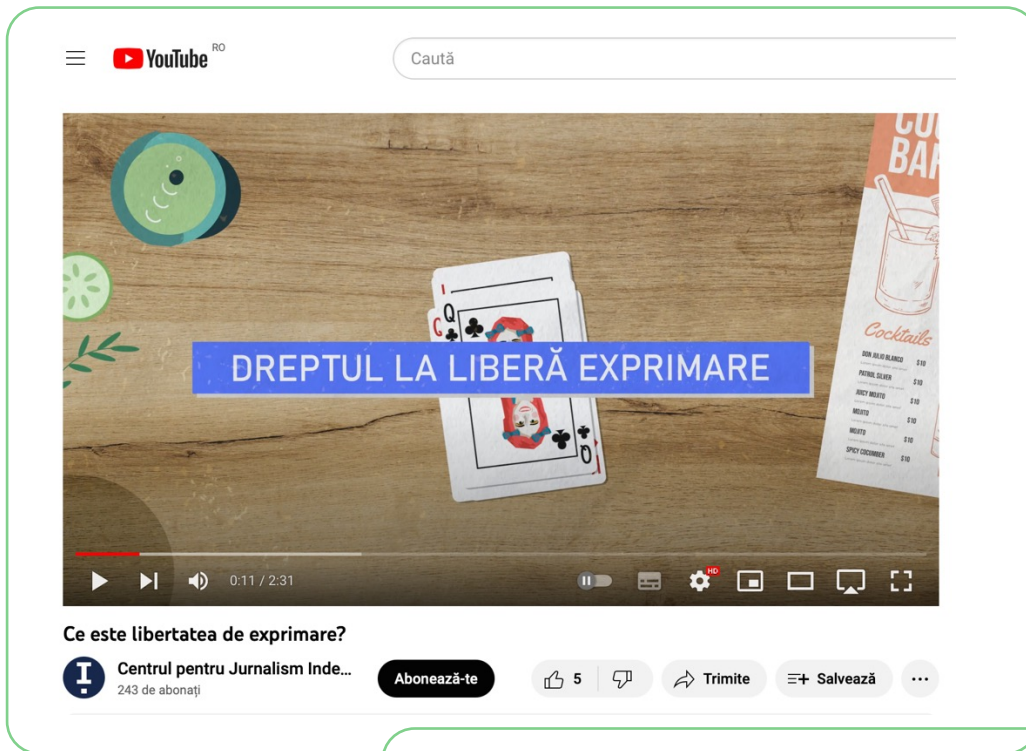 YouTube RO
Caută
COC
BAR
Cocktails
DON JULIO BLANCO $10
PATROL SILVER $10
JUICY MOJITO $10
MOJITO $10
MOJITO $10
SPICY COCUMBER $10
Q
DREPTUL LA LIBERĂ EXPRIMARE
Q
0:11 / 2:31
HD
Ce este libertatea de exprimare?
Centrul pentru Jurnalism Inde...
243 de abonați
Abonează-te
5
Trimite
Salvează